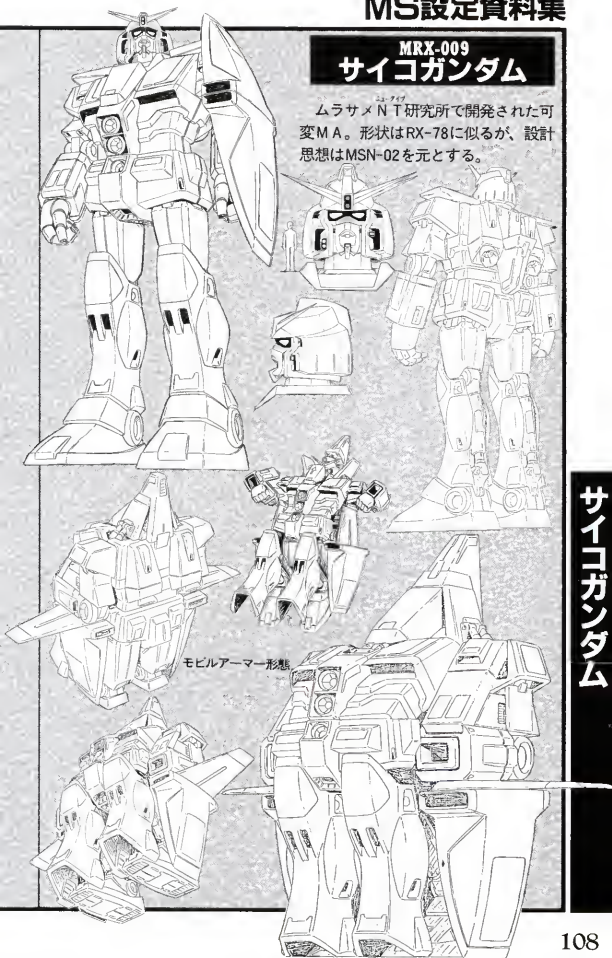 MS設定資料集
MRX-009
サイコガンダム
ニュータイプ
ムラサメNT研究所で開発された可
変MA。形状はRX-78に似るが、設計
思想はMSN-02を元とする。
モビルアーマー形態
サイコガンダム
108